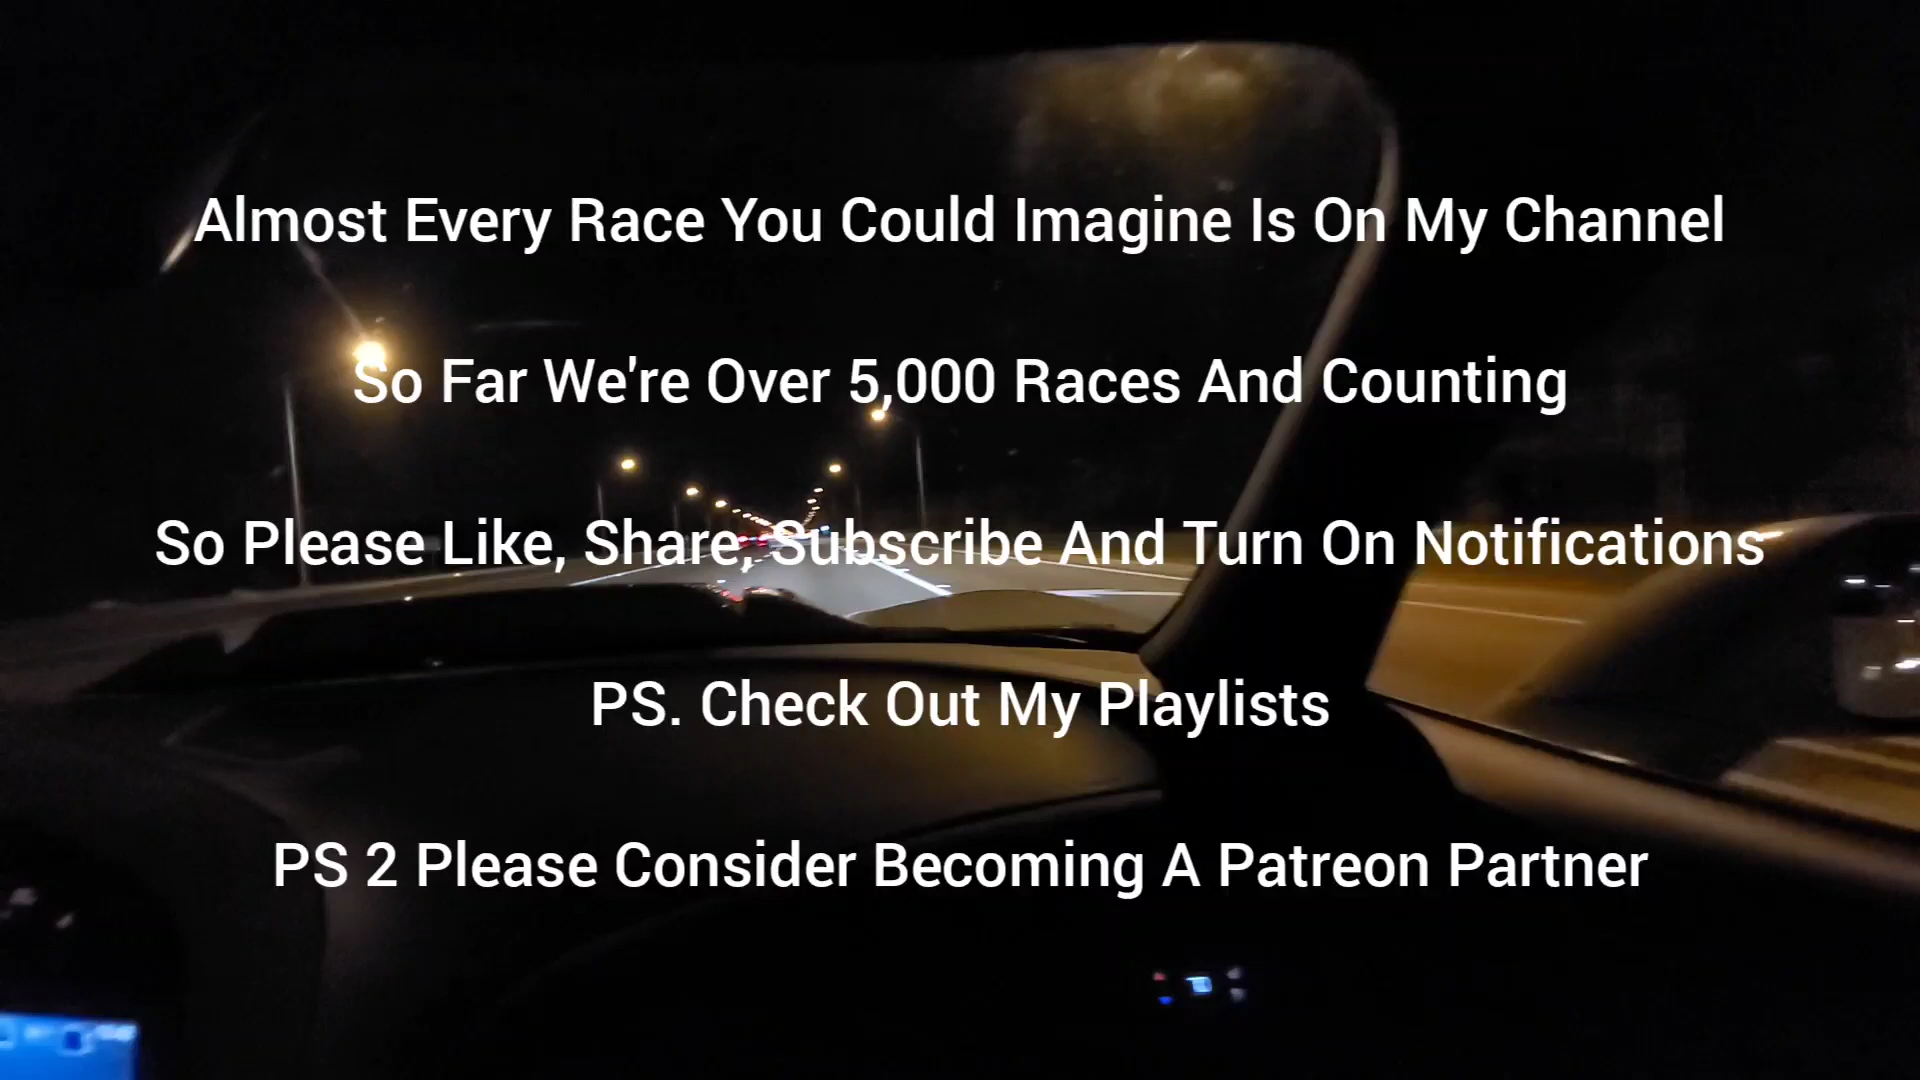 Almost Every Race You Could Imagine Is On My Channel
So Far We're Over 5,000 Races And Counting
So Please Like, Share, Subscribe And Turn On Notifications
PS. Check Out My Playlists
PS 2 Please Consider Becoming A Patreon Partner